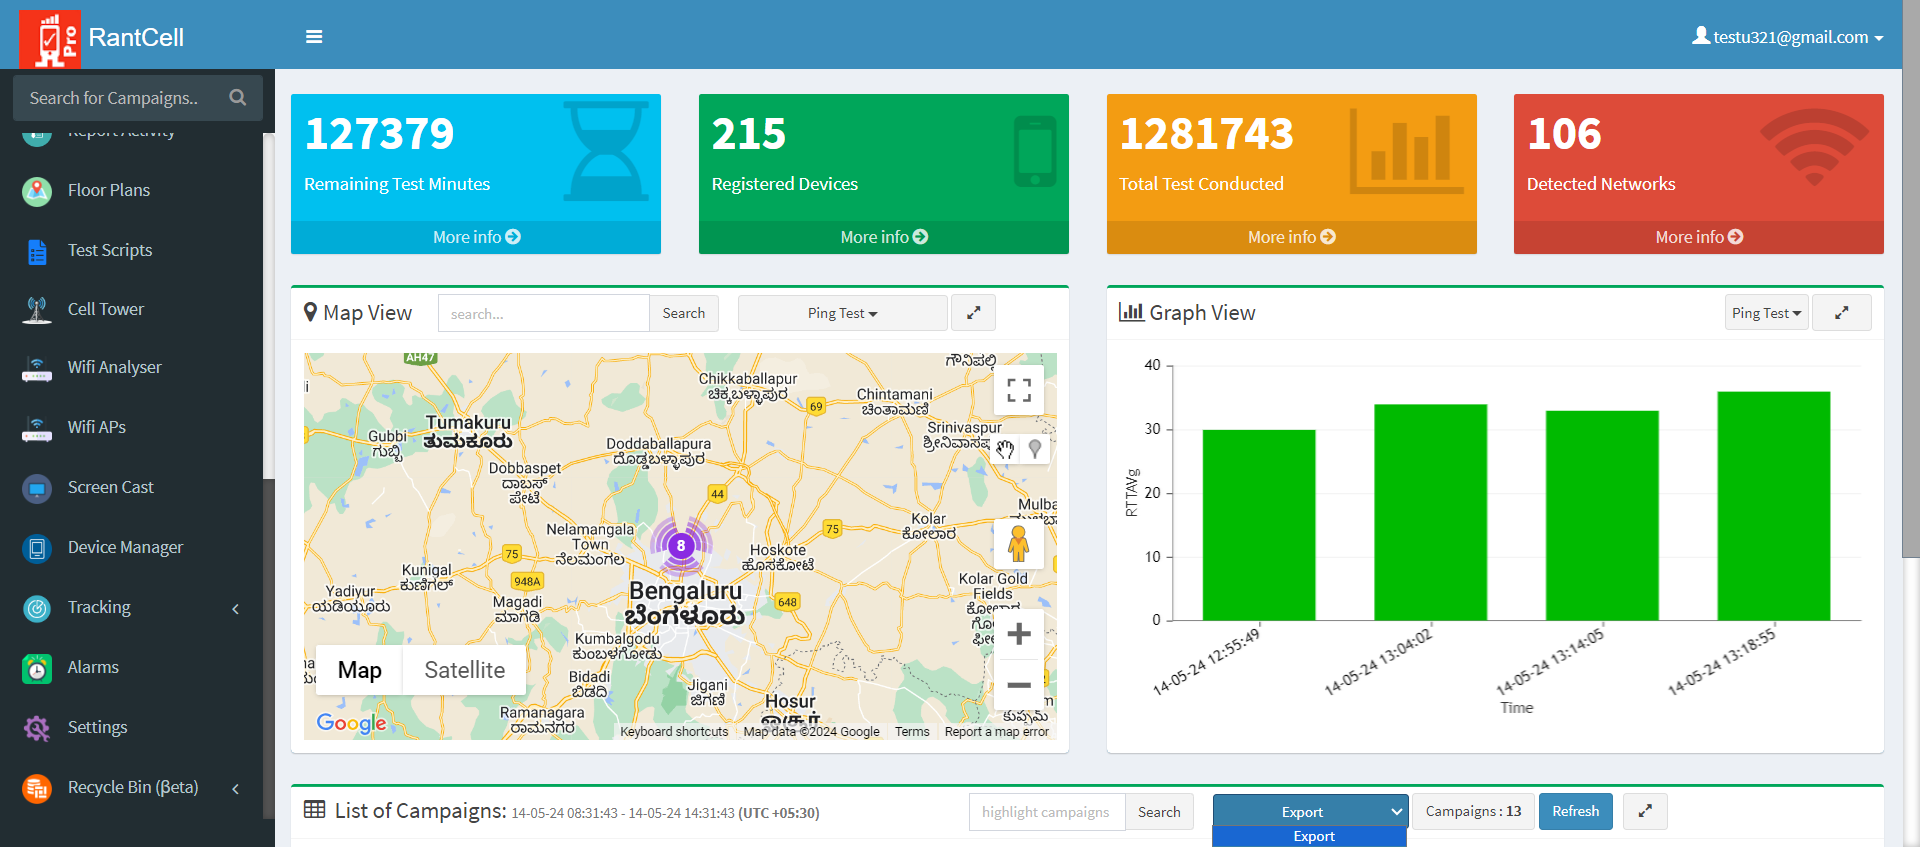 Pro
RantCell
testu321@gmail.com
Search for Campaigns..
Report Activity
Floor Plans
Test Scripts
Cell Tower
Wifi Analyser
Wifi APs
Screen Cast
Device Manager
Tracking
Alarms
Settings
Recycle Bin (βeta)
127379
Remaining Test Minutes
More info
215
Registered Devices
More info
1281743
Total Test Conducted
More info
106
Detected Networks
More info
Map View
search...
Search
Ping Test
AH47
ಗೌನಿಪಲ್ಲಿ
Chikkaballapur
ಚಿಕ್ಕಬಳ್ಳಾಪುರ
69
Chintamani
ಚಿಂತಾಮಣಿ
Tumakuru
ತುಮಕೂರು
Gubbi
ಗುಬ್ಬಿ
Doddaballapura
ದೊಡ್ಡಬಳ್ಳಾಪುರ
Srinivaspur
Dobbaspet
ದಾಬಸ್
ಪೇಟೆ
44
Nelamangala
Town
ನೆಲಮಂಗಲ
75
Kolar
ಕೋಲಾರ
8
Hoskote
ಹೊಸಕೋಟೆ
75
Kunigal
ಕುಣಿಗಲ್
948A
Yadiyur
ಯಡಿಯೂರು
Magadi
ಮಾಗಡಿ
Bengaluru
ಬೆಂಗಳೂರು
648
Kolar Gold
Fields
Kumbalgodu
ಕುಂಬಳಗೋಡು
Bidadi
ಬಿಡದಿ
Jigani
ಜಿಗಣಿ
Hosur
Ramanagara
ರಾಮನಗರ
ಕುಪ್ಪಮ್
Map
Satellite
Google
Keyboard shortcuts
Map data ©2024 Google
Terms
Report a map error
Graph View
Ping Test
40
30
20
10
0
RTTAVg
14-05-24 12:55:49
14-05-24 13:04:02
14-05-24 13:14:05
14-05-24 13:18:55
Time
List of Campaigns: 14-05-24 08:31:43 - 14-05-24 14:31:43 (UTC +05:30)
highlight campaigns
Search
Export
Export
Campaigns : 13
Refresh